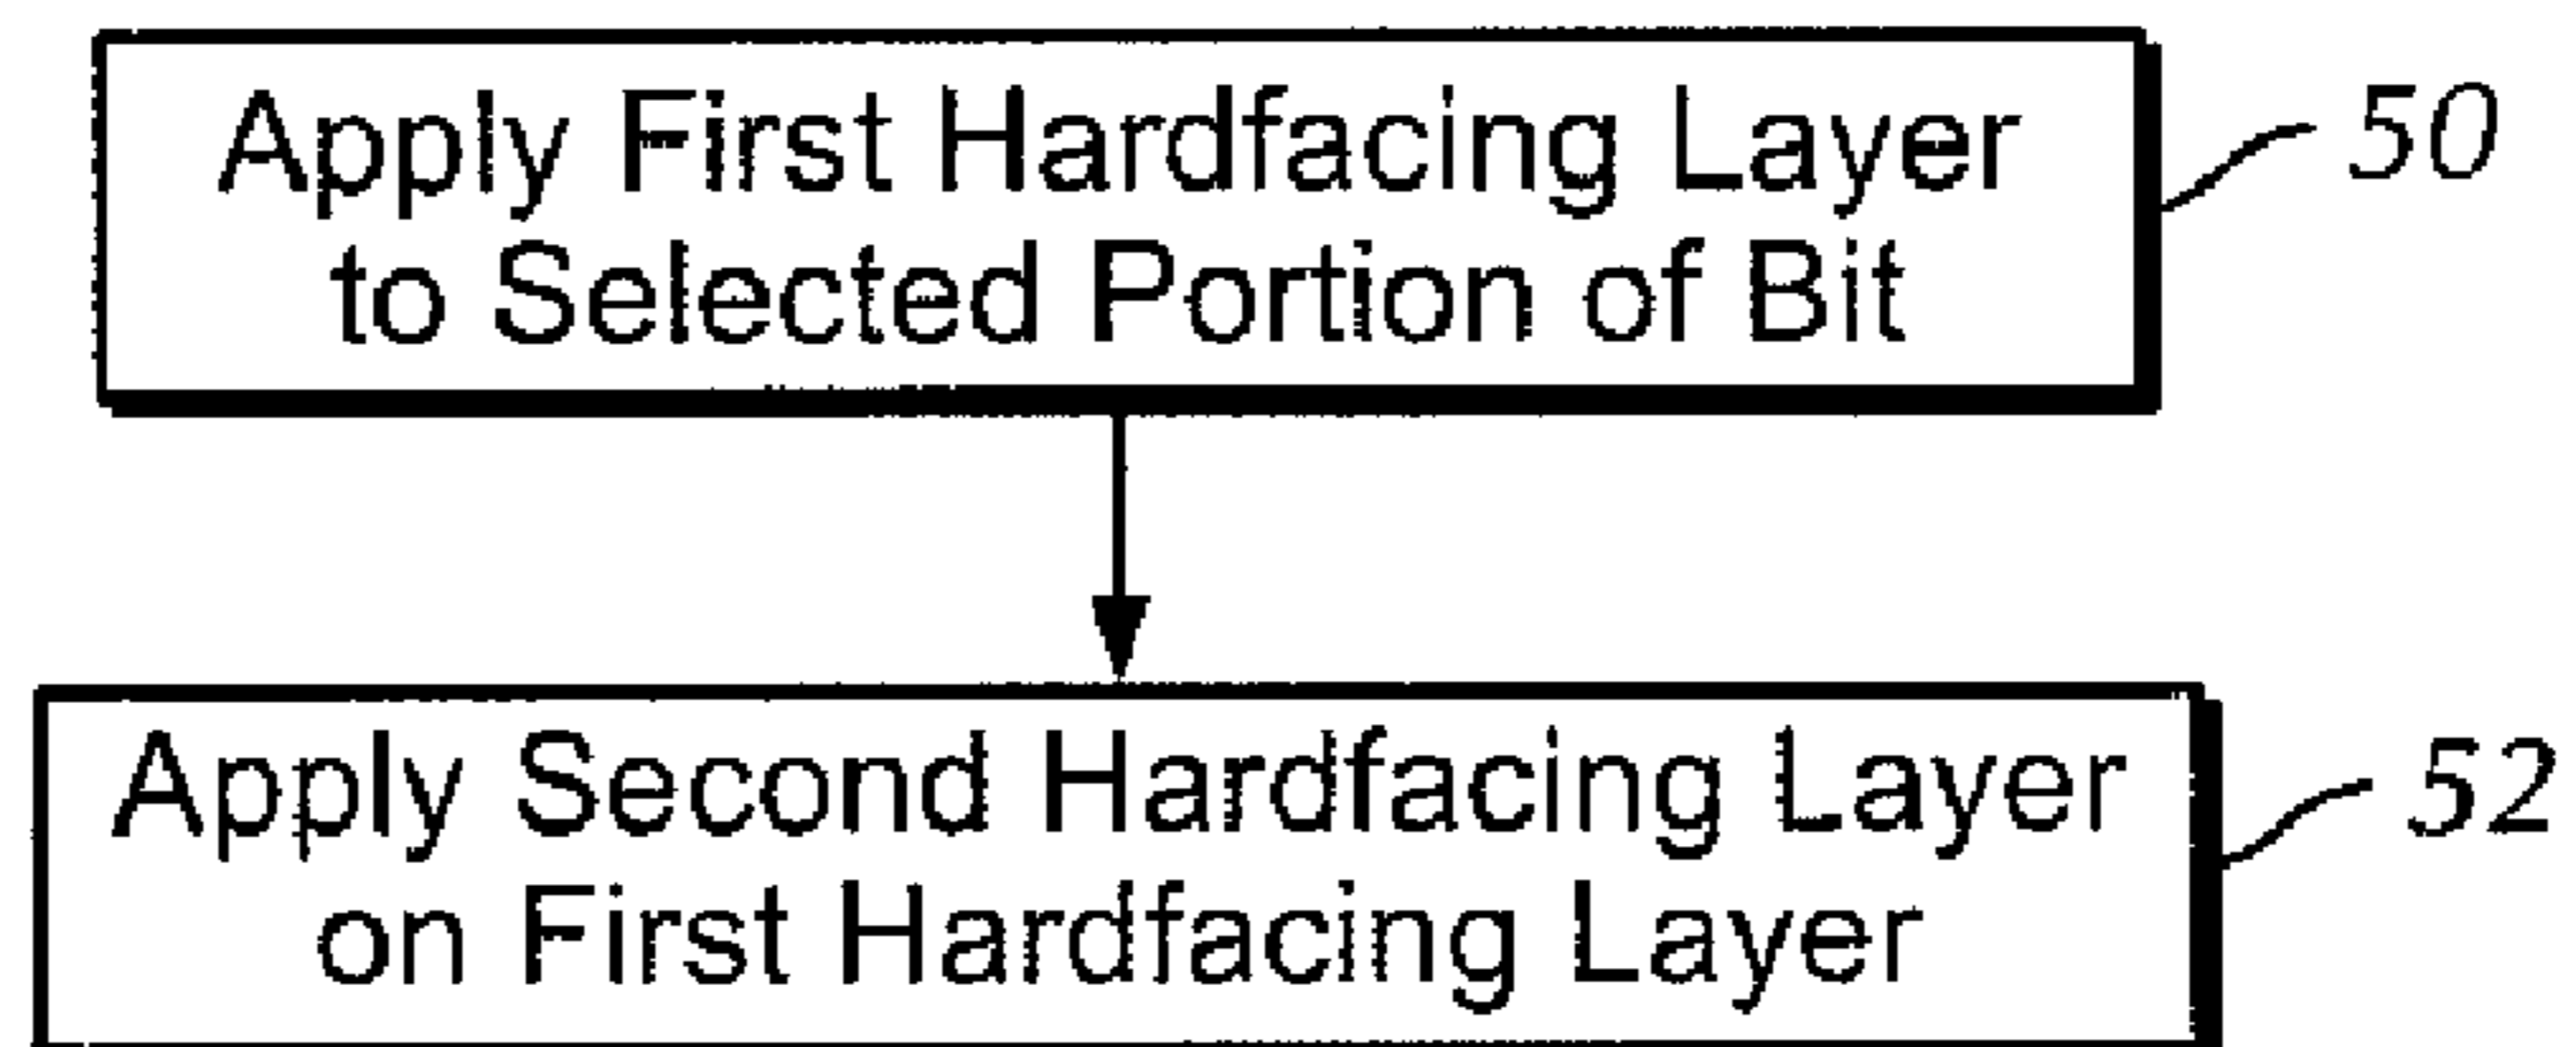 Apply First Hardfacing Layer
to Selected Portion of Bit
50
Apply Second Hardfacing Layer
on First Hardfacing Layer
52